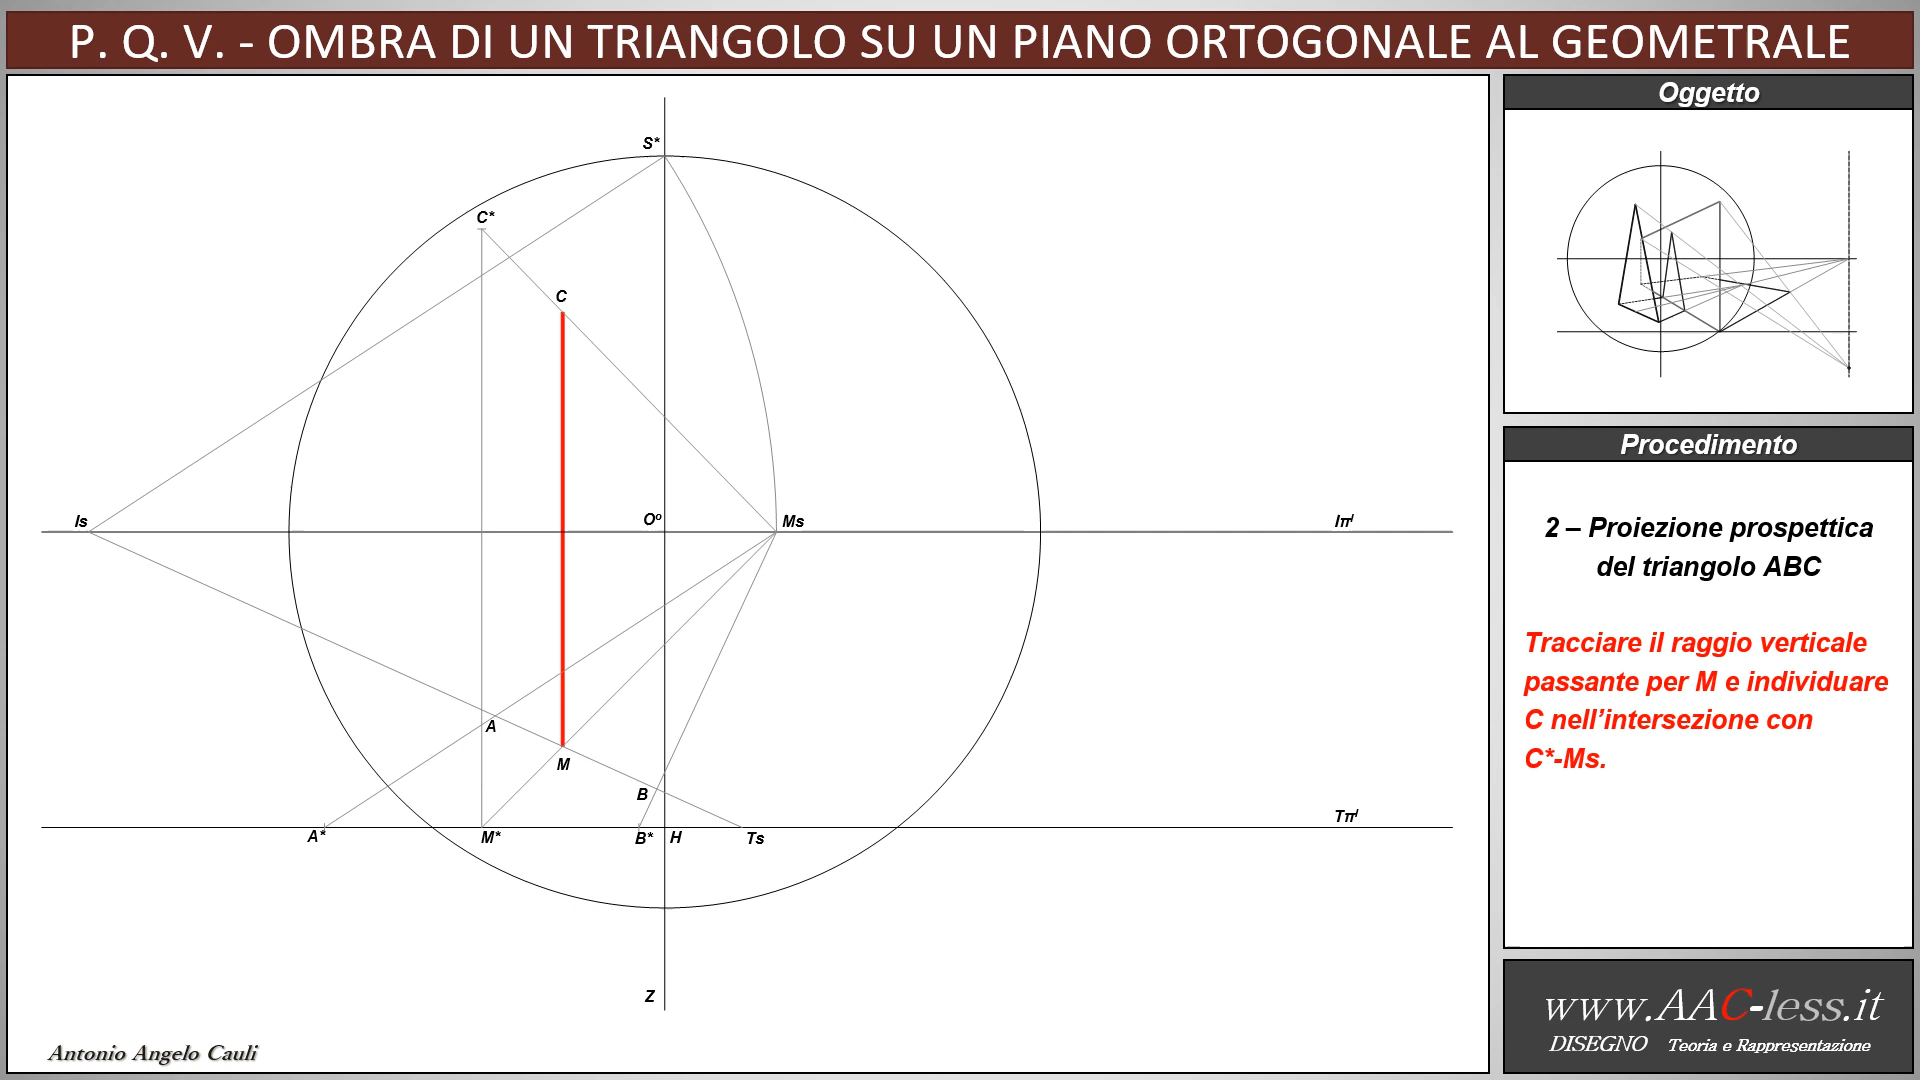 P. Q. V. - OMBRA DI UN TRIANGOLO SU UN PIANO ORTOGONALE AL GEOMETRALE
S*
C*
C
Is
Oº
Ms
Iπ^I
A
M
B
Tπ^I
A*
M*
B*
H
Ts
Z
Antonio Angelo Cauli
Oggetto
Procedimento
2 – Proiezione prospettica
del triangolo ABC
Tracciare il raggio verticale
passante per M e individuare
C nell’intersezione con
C*-Ms.
www.AAC-less.it
DISEGNO Teoria e Rappresentazione